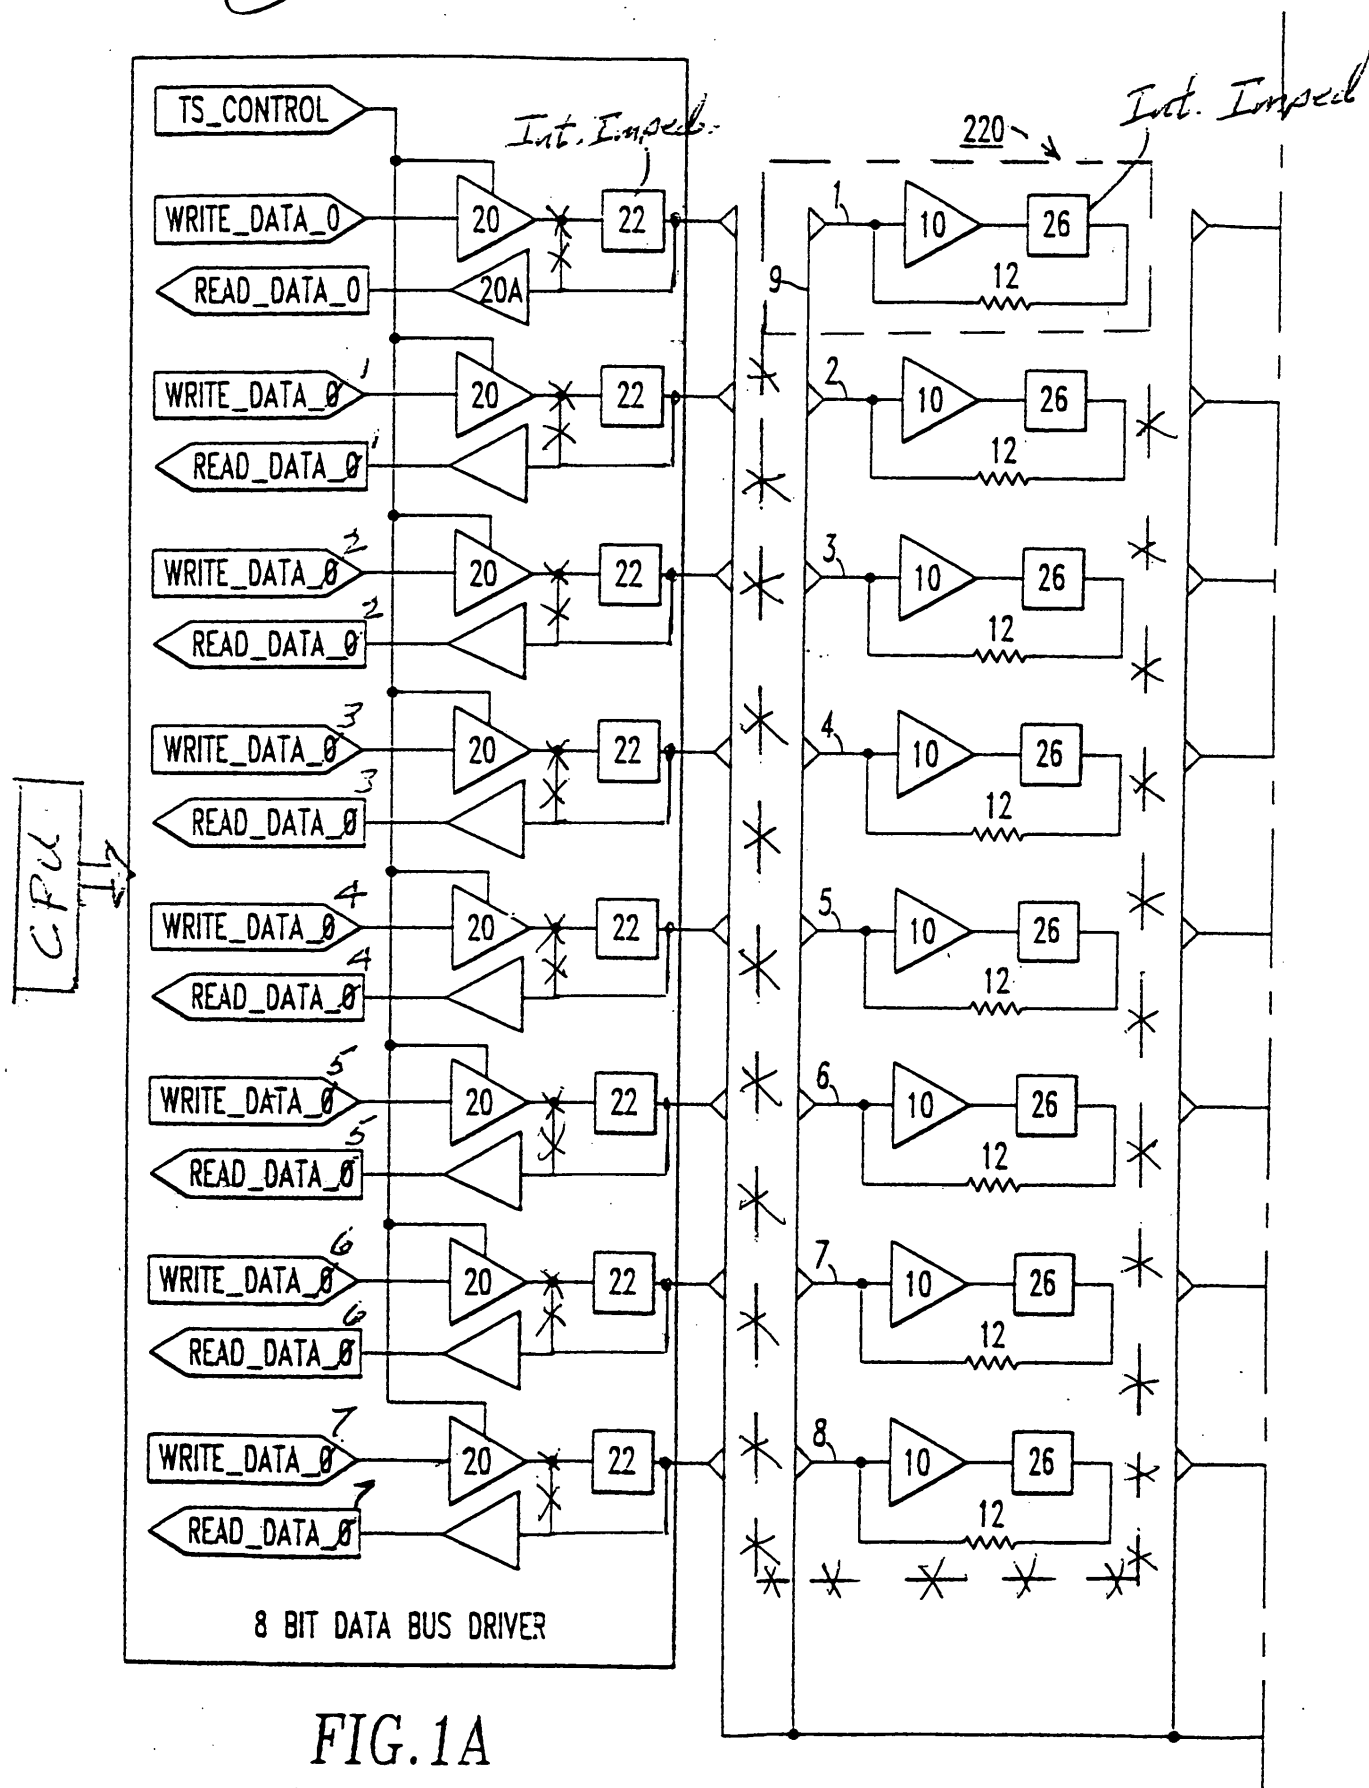 TS_CONTROL
Int. Imped.
220
Int. Imped
WRITE_DATA_0
20
22
1
10
26
READ_DATA_0
20A
9
12
WRITE_DATA_0 1
20
22
2
10
26
READ_DATA_0 1
12
WRITE_DATA_0 2
20
22
3
10
26
READ_DATA_0 2
12
WRITE_DATA_0 3
20
22
4
10
26
READ_DATA_0 3
12
CPU
WRITE_DATA_0 4
20
22
5
10
26
READ_DATA_0 4
12
WRITE_DATA_0 5
20
22
6
10
26
READ_DATA_0 5
12
WRITE_DATA_0 6
20
22
7
10
26
READ_DATA_0 6
12
WRITE_DATA_0 7
20
22
8
10
26
READ_DATA_0 7
12
8 BIT DATA BUS DRIVER
FIG.1A